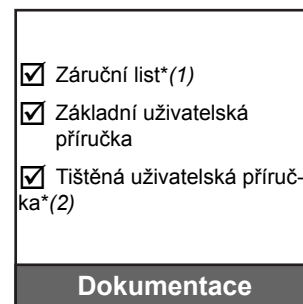 ☑ Záruční list*(1)
☑ Základní uživatelská
příručka
☑ Tištěná uživatelská příruč-
ka*(2)
Dokumentace